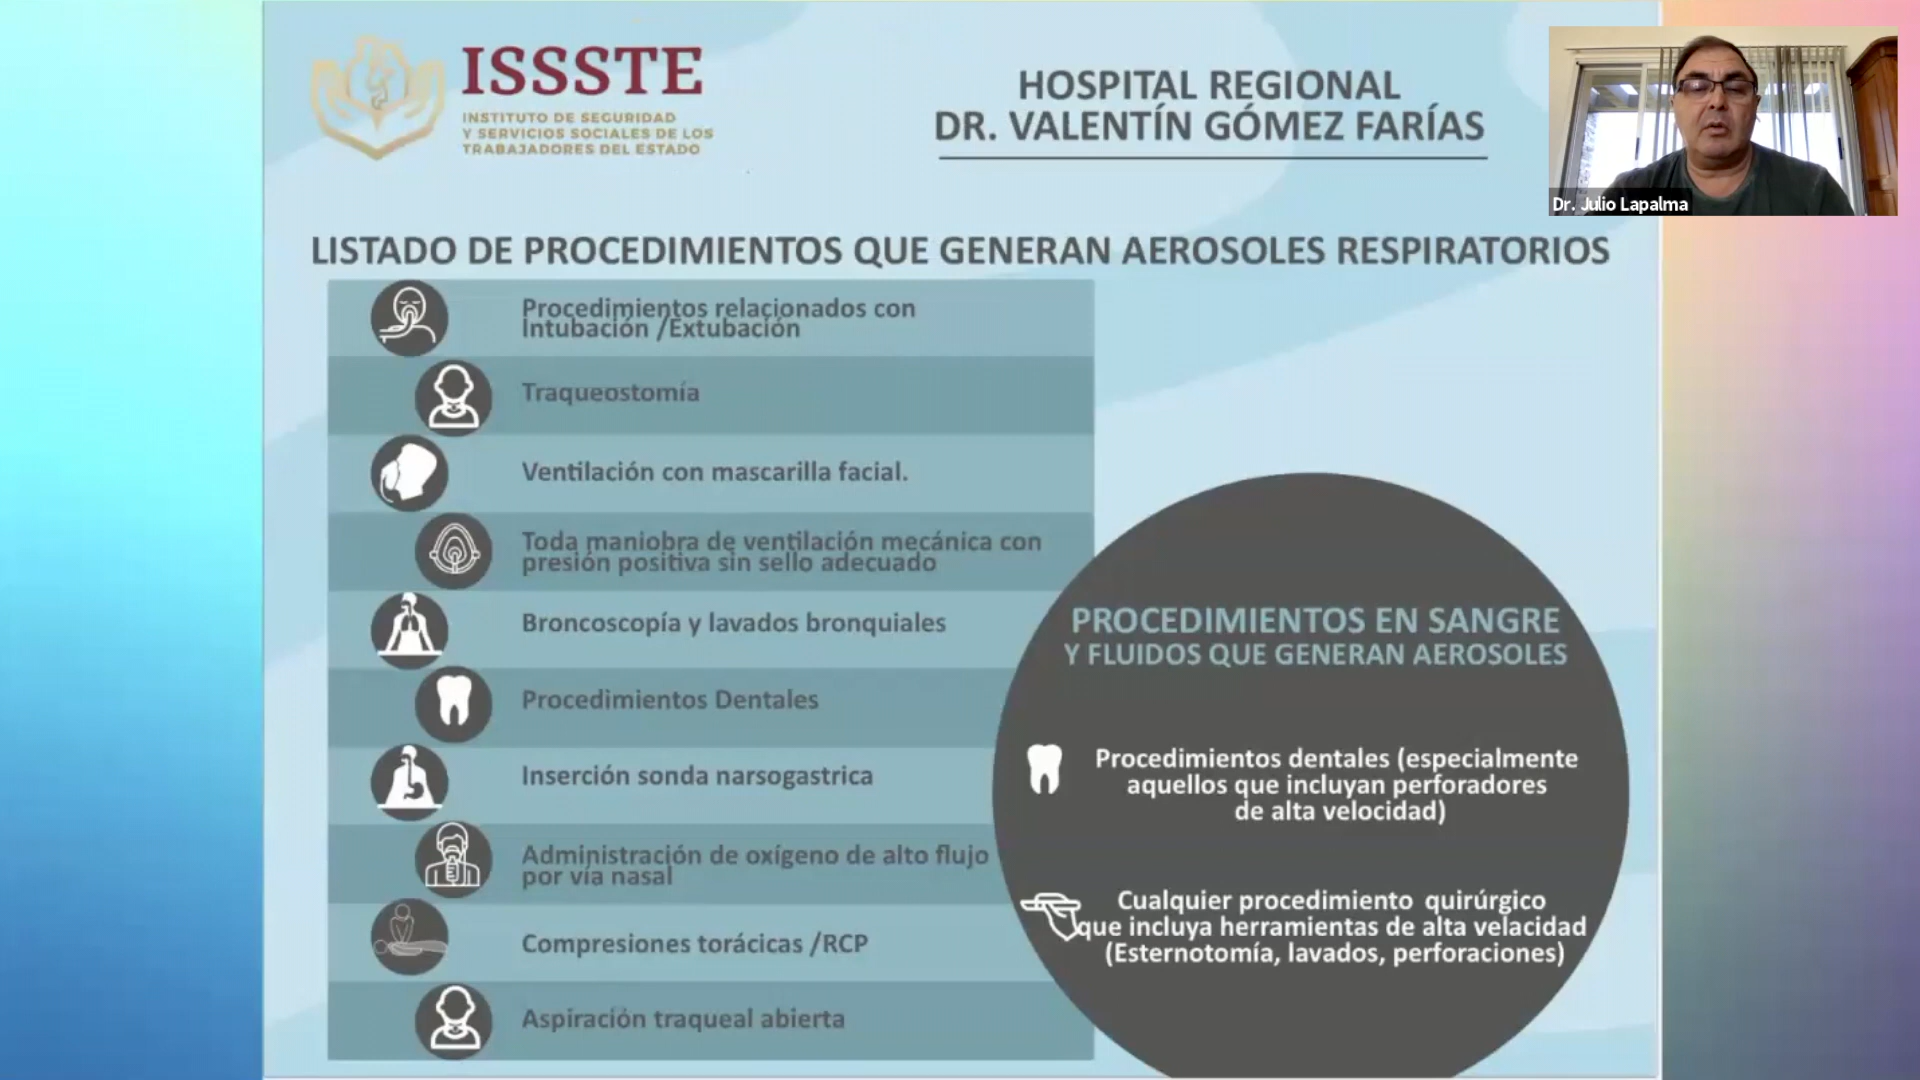 ISSSTE
INSTITUTO DE SEGURIDAD
Y SERVICIOS SOCIALES DE LOS
TRABAJADORES DEL ESTADO
HOSPITAL REGIONAL
DR. VALENTÍN GÓMEZ FARÍAS
Dr. Julio Lapalma
LISTADO DE PROCEDIMIENTOS QUE GENERAN AEROSOLES RESPIRATORIOS
Procedimientos relacionados con
Intubación /Extubación
Traqueostomía
Ventilación con mascarilla facial.
Toda maniobra de ventilación mecánica con
presión positiva sin sello adecuado
Broncoscopía y lavados bronquiales
Procedimientos Dentales
Inserción sonda narsogastrica
Administración de oxígeno de alto flujo
por vía nasal
Compresiones torácicas /RCP
Aspiración traqueal abierta
PROCEDIMIENTOS EN SANGRE
Y FLUIDOS QUE GENERAN AEROSOLES
Procedimientos dentales (especialmente
aquellos que incluyan perforadores
de alta velocidad)
Cualquier procedimiento quirúrgico
que incluya herramientas de alta velacidad
(Esternotomía, lavados, perforaciones)